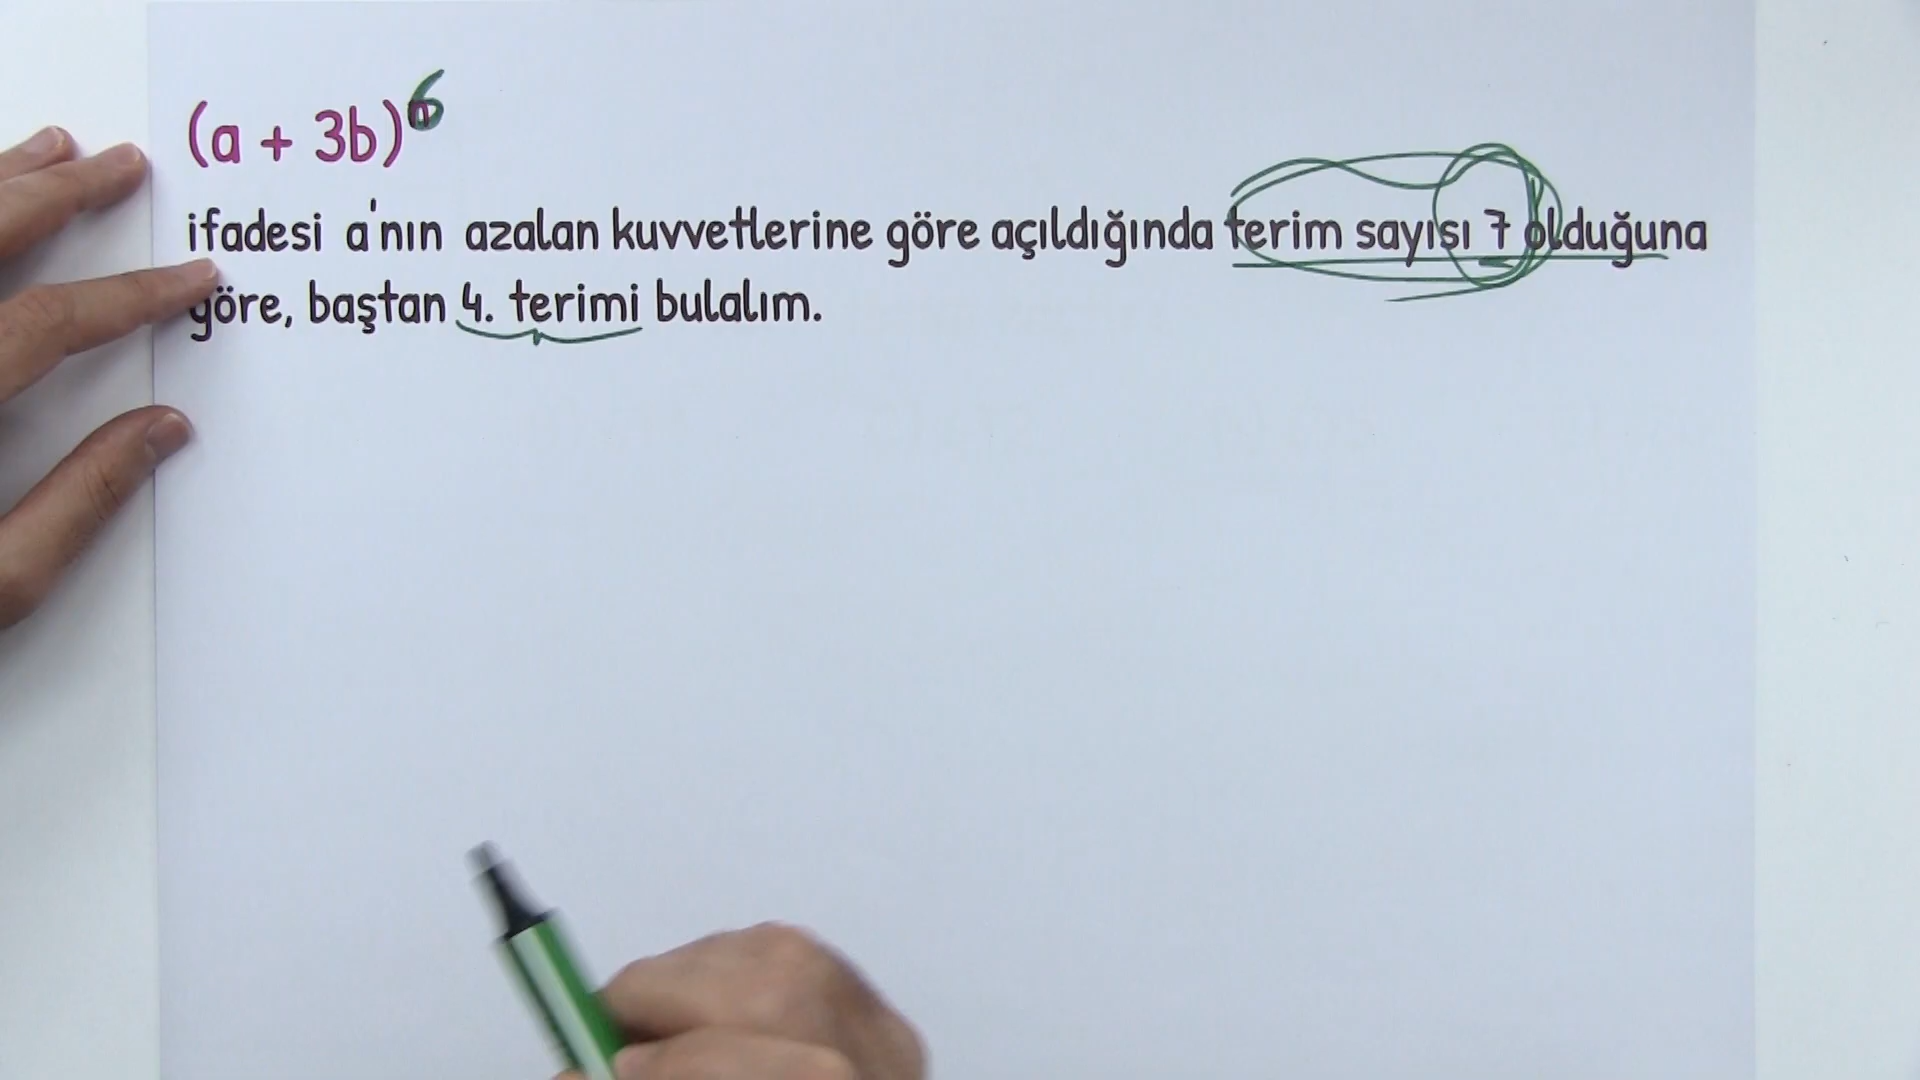 (a + 3b)⁶
ifadesi a'nın azalan kuvvetlerine göre açıldığında terim sayısı 7 olduğuna
göre, baştan 4. terimi bulalım.